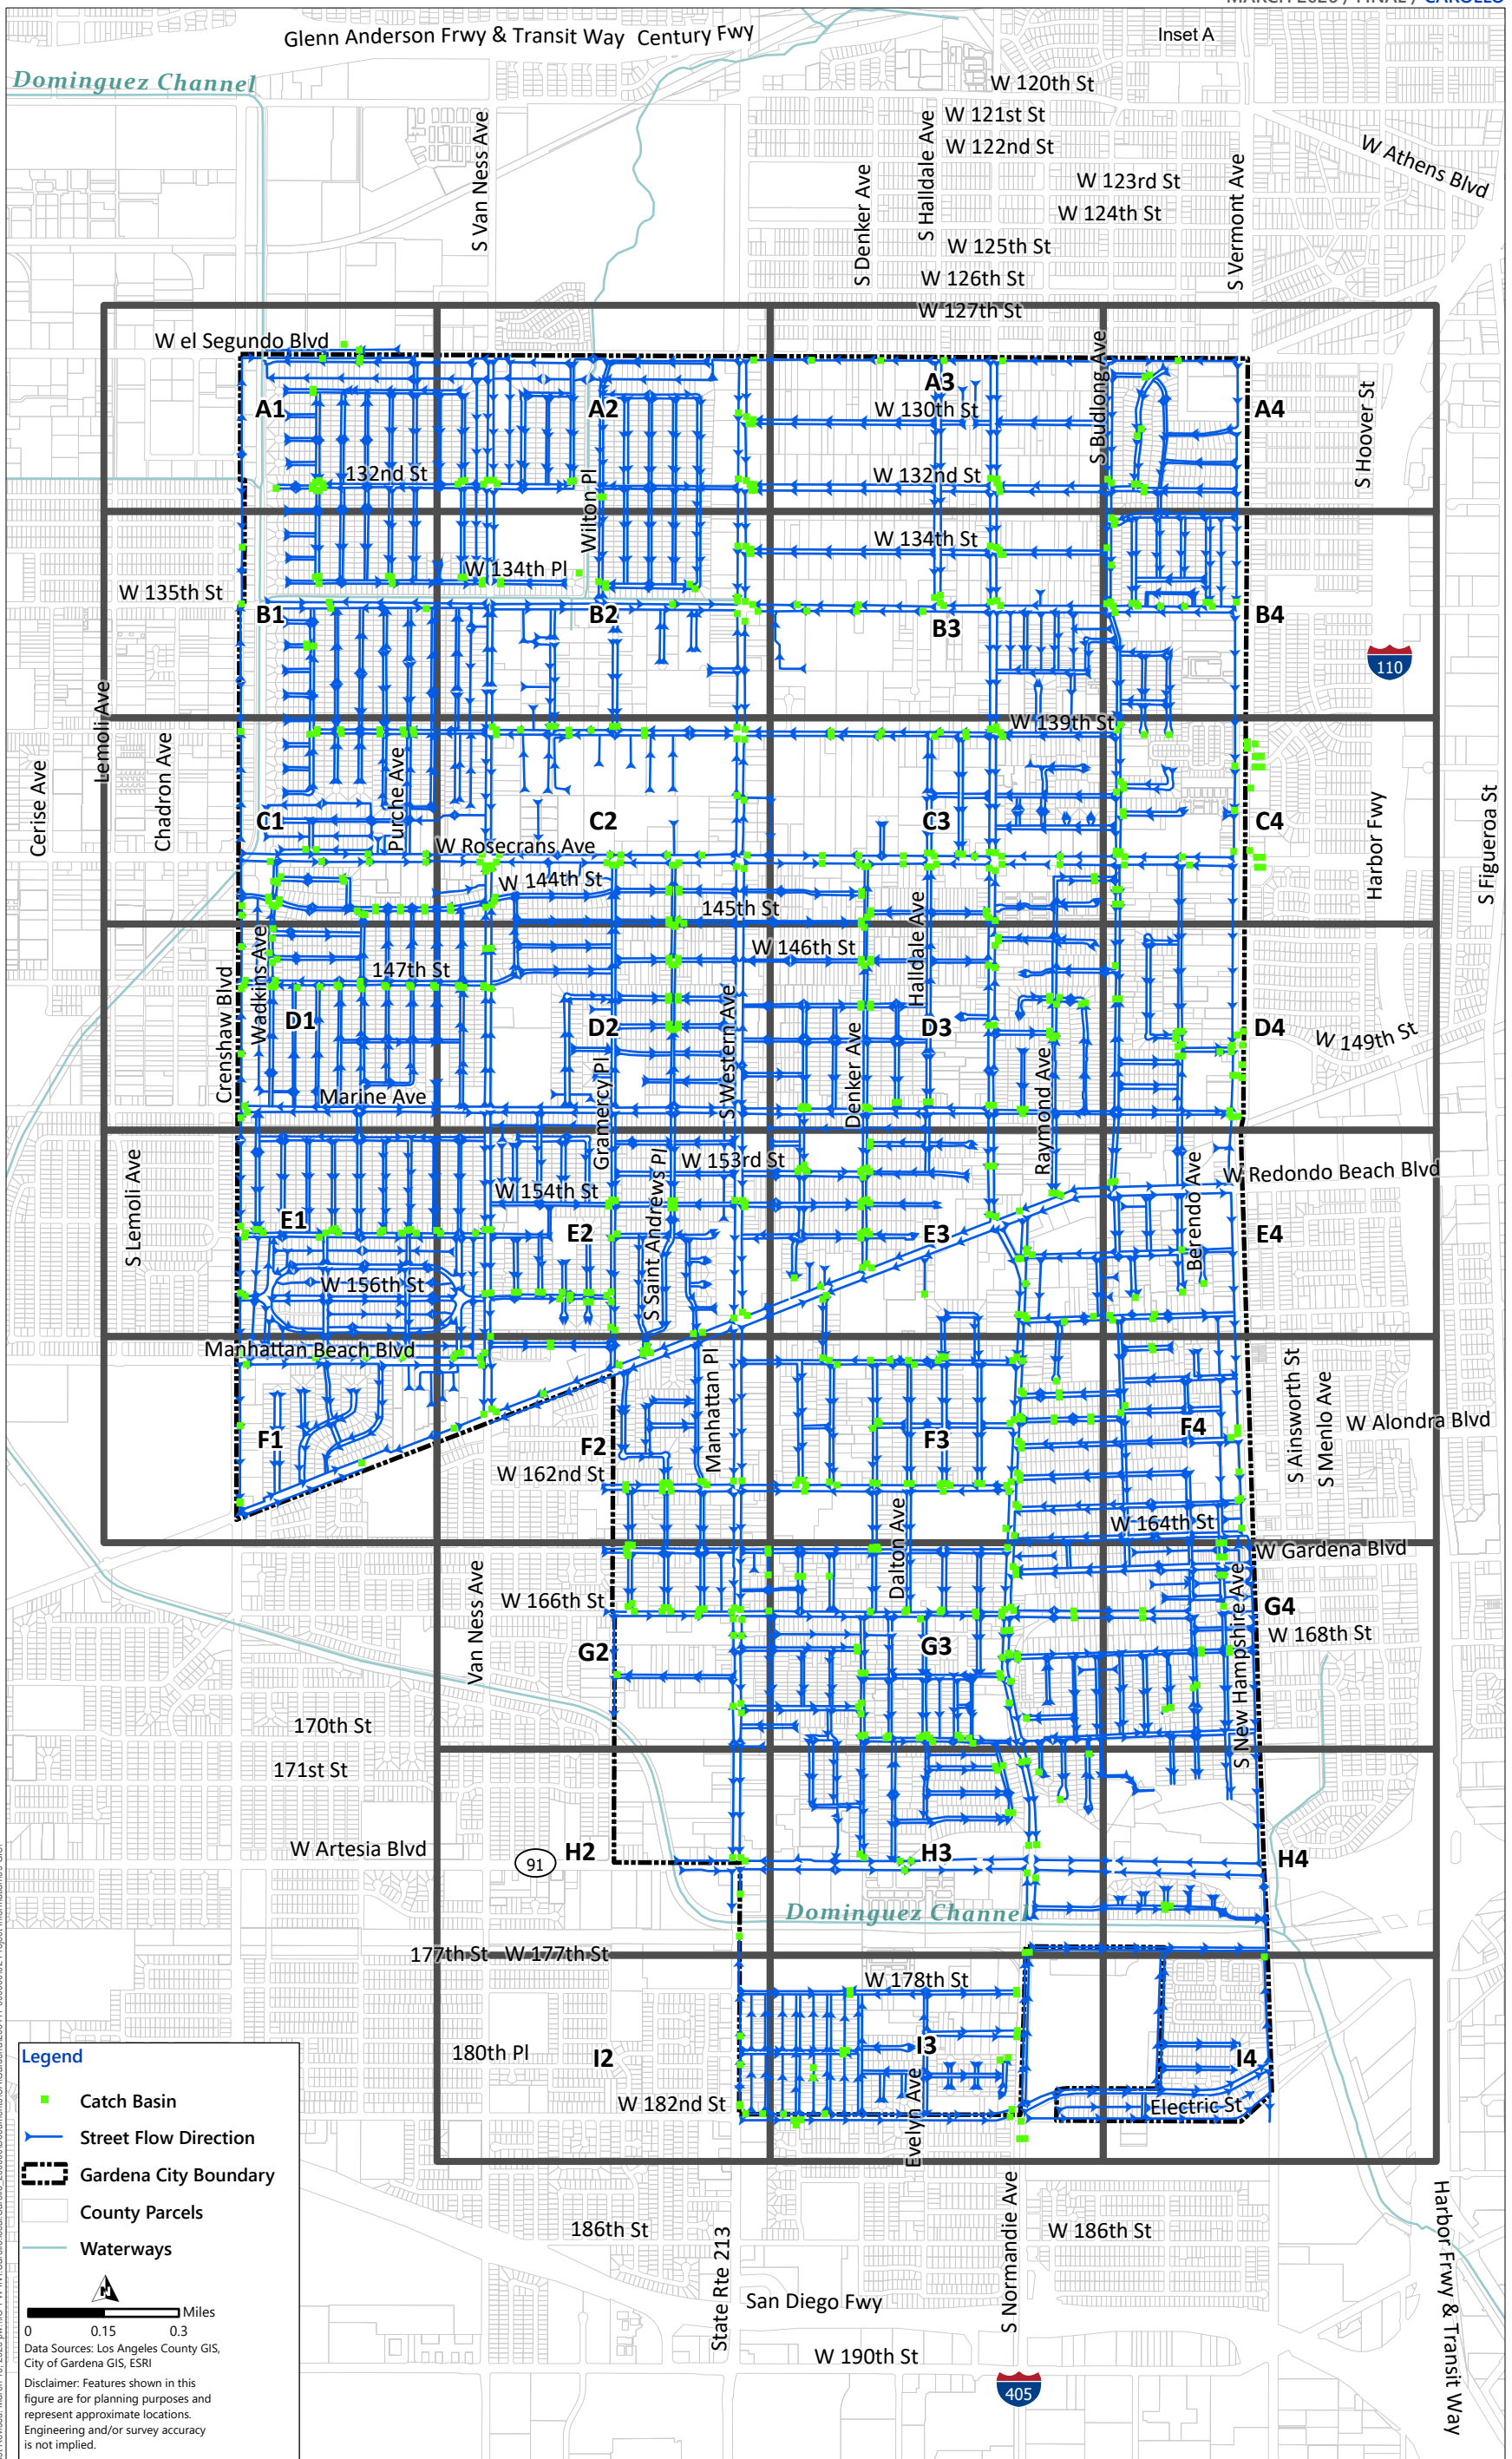 Glenn Anderson Frwy & Transit Way Century Fwy
Inset A
Dominguez Channel
W 120th St
W 121st St
W 122nd St
W 123rd St
W 124th St
W 125th St
W 126th St
W 127th St
W Athens Blvd
S Van Ness Ave
S Denker Ave
S Halldale Ave
S Vermont Ave
W el Segundo Blvd
A1
A2
A3
A4
W 130th St
S Budlong Ave
S Hoover St
132nd St
W 132nd St
Wilton Pl
W 134th St
W 134th Pl
W 135th St
B1
B2
B3
B4
110
Lemoli Ave
Cerise Ave
Chadron Ave
Purche Ave
W 139th St
C1
C2
C3
C4
W Rosecrans Ave
Harbor Fwy
S Figueroa St
W 144th St
145th St
Halldale Ave
W 146th St
147th St
Crenshaw Blvd
Wadkins Ave
D1
D2
D3
D4
S Western Ave
Gramercy Pl
Denker Ave
Raymond Ave
W 149th St
Marine Ave
S Lemoli Ave
W 153rd St
W 154th St
S Saint Andrews Pl
Berendo Ave
W Redondo Beach Blvd
E1
E2
E3
E4
W 156th St
Manhattan Beach Blvd
Manhattan Pl
S Ainsworth St
S Menlo Ave
W Alondra Blvd
F1
F2
F3
F4
W 162nd St
Dalton Ave
W 164th St
W Gardena Blvd
Van Ness Ave
W 166th St
G2
G3
G4
W 168th St
S New Hampshire Ave
170th St
171st St
W Artesia Blvd
91
H2
H3
H4
Dominguez Channel
177th St W 177th St
W 178th St
180th Pl
I2
I3
I4
W 182nd St
Evelyn Ave
Electric St
Legend
Catch Basin
Street Flow Direction
Gardena City Boundary
County Parcels
Waterways
N
Miles
0 0.15 0.3
Data Sources: Los Angeles County GIS,
City of Gardena GIS, ESRI
Disclaimer: Features shown in this
figure are for planning purposes and
represent approximate locations.
Engineering and/or survey accuracy
is not implied.
186th St
State Rte 213
S Normandie Ave
W 186th St
San Diego Fwy
W 190th St
405
Harbor Frwy & Transit Way